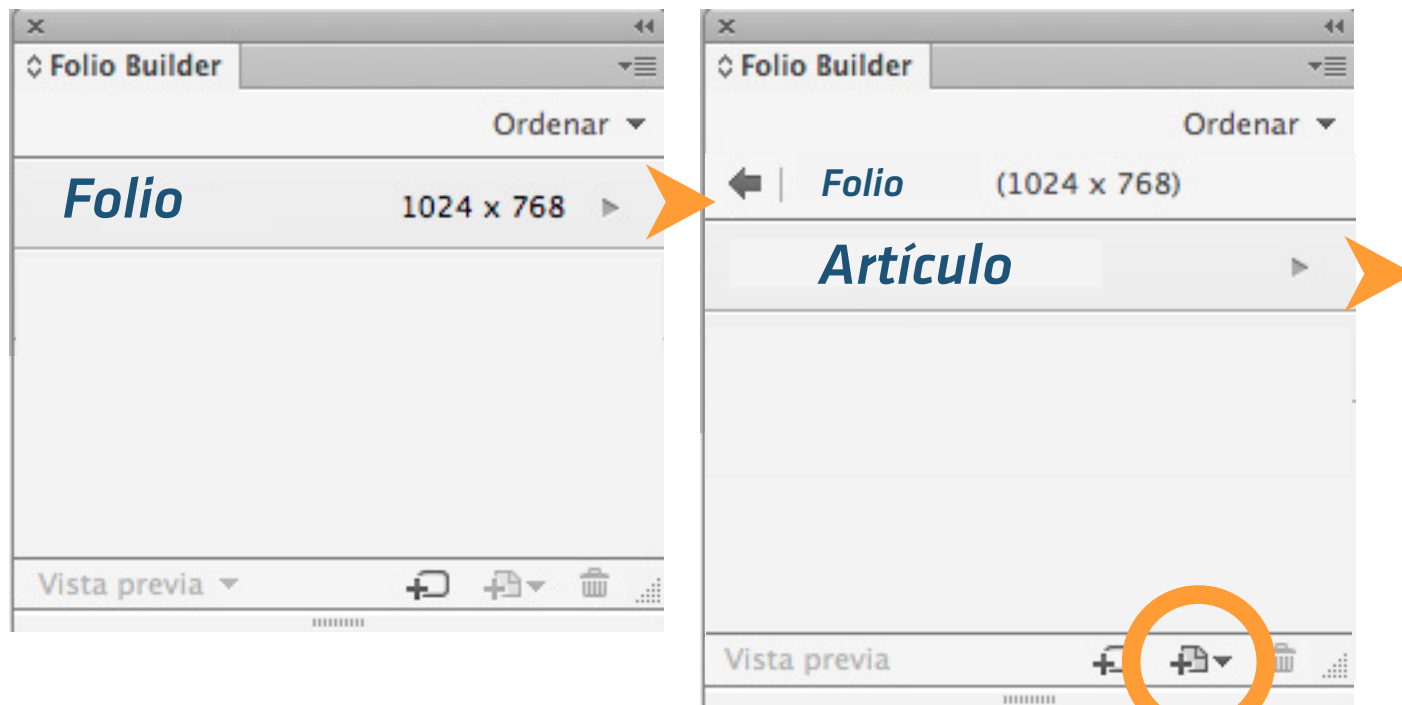 Folio Builder
Ordenar
Folio 1024 x 768
Vista previa
Folio Builder
Ordenar
Folio (1024 x 768)
Artículo
Vista previa